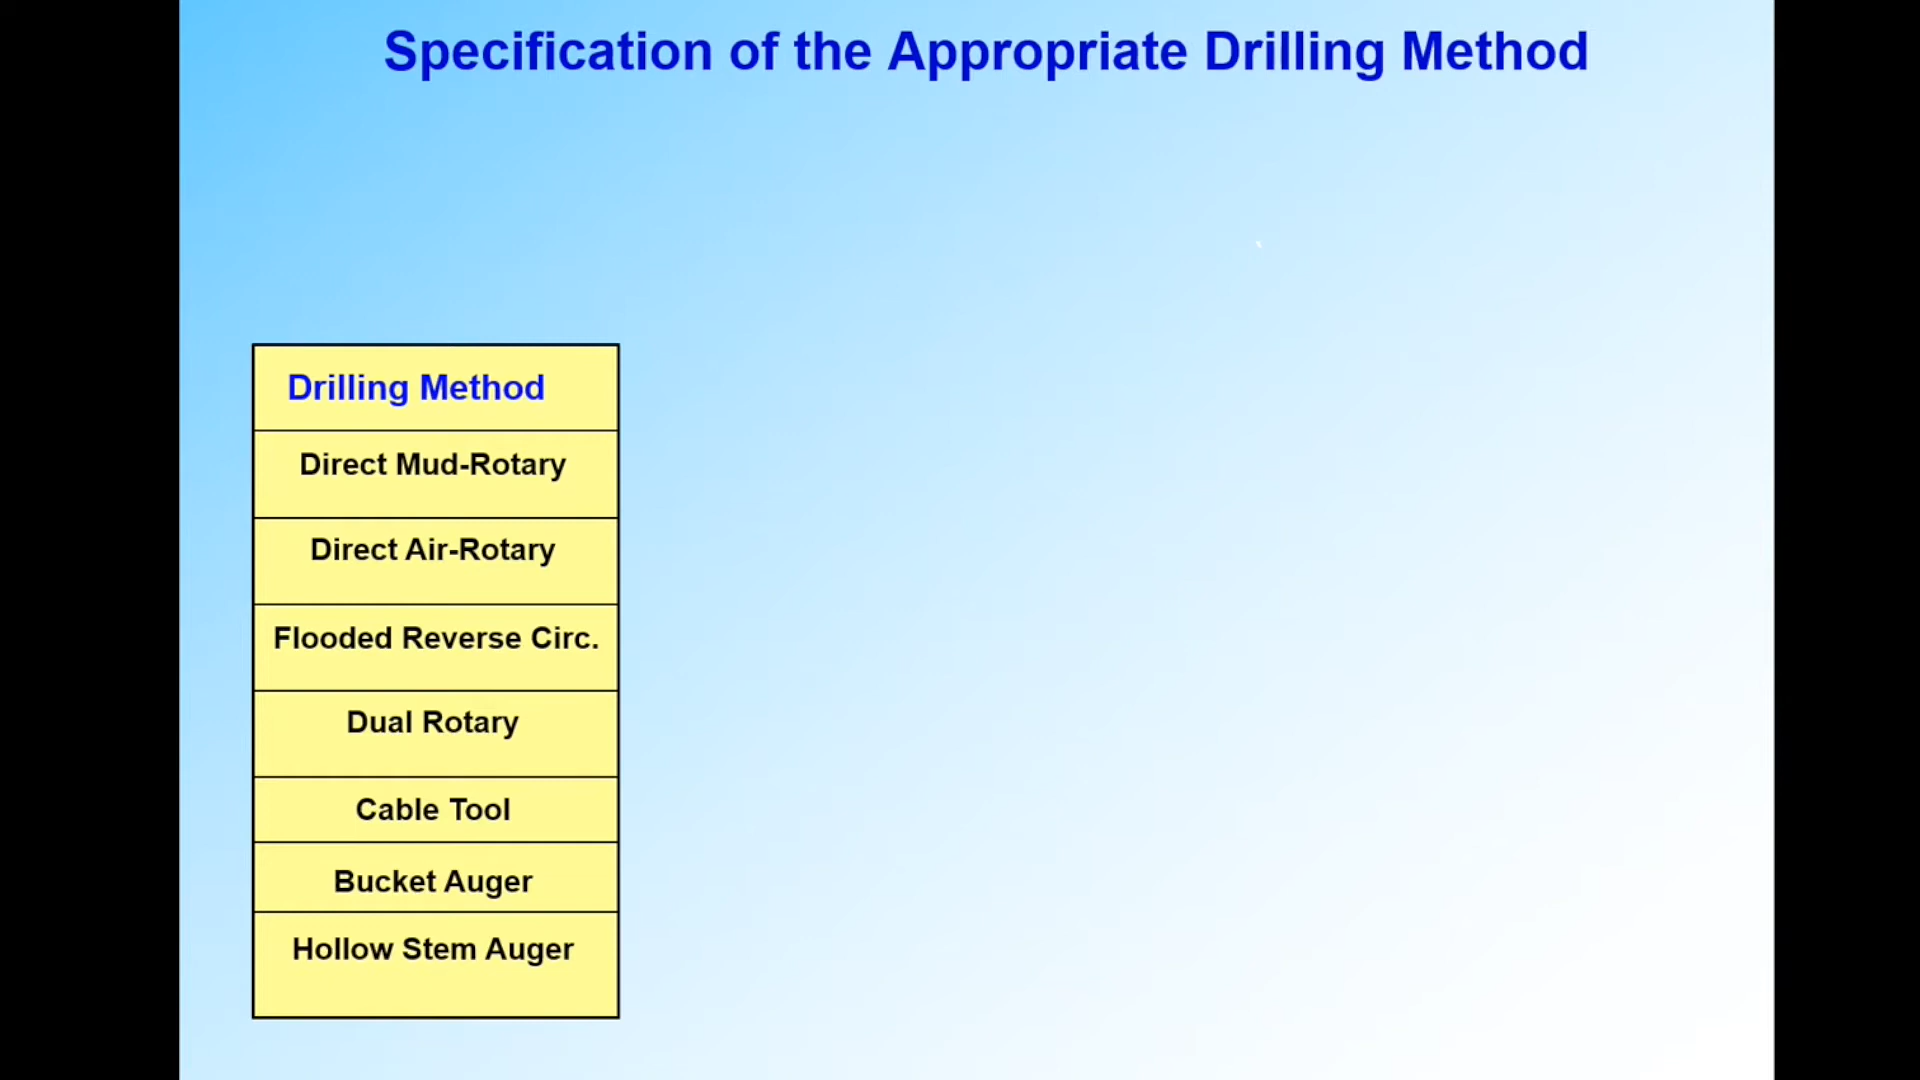 Specification of the Appropriate Drilling Method
Drilling Method
Direct Mud-Rotary
Direct Air-Rotary
Flooded Reverse Circ.
Dual Rotary
Cable Tool
Bucket Auger
Hollow Stem Auger